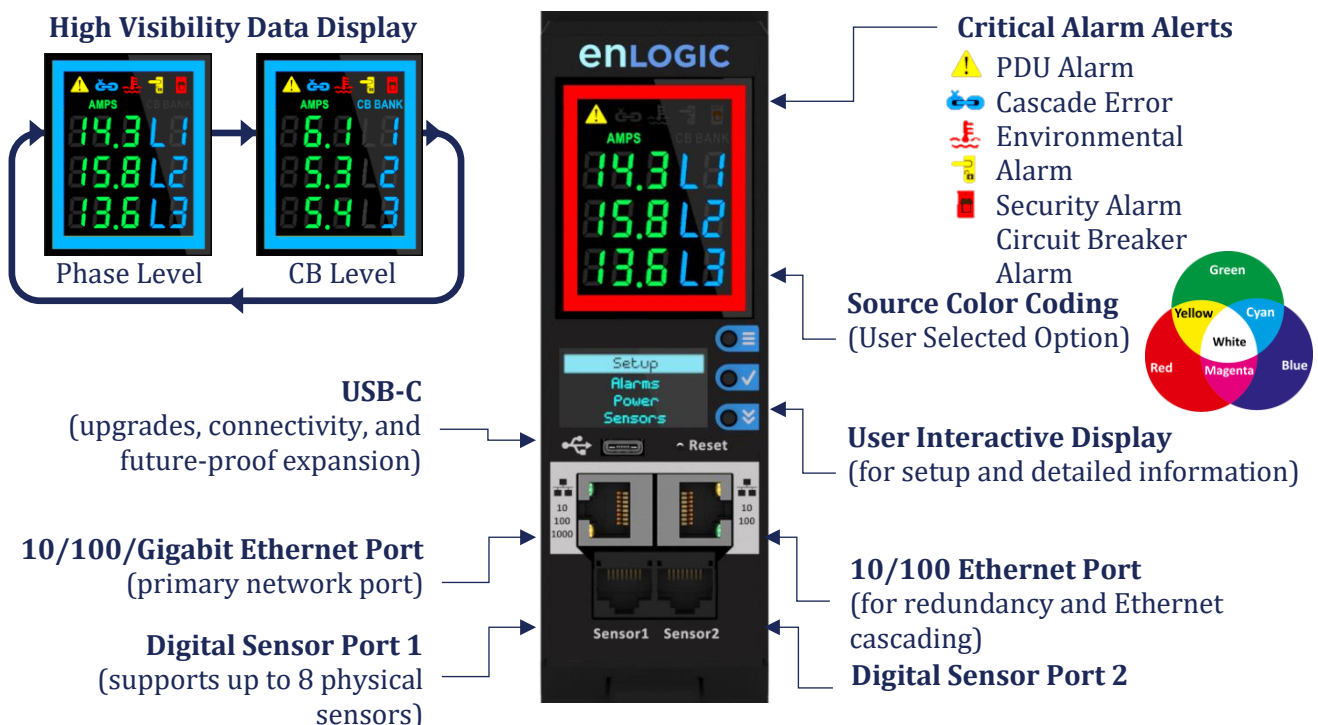 High Visibility Data Display
AMPS CB BANK
14.3 L1
15.8 L2
13.6 L3
Phase Level
AMPS CB BANK
6.1 1
5.3 2
5.4 3
CB Level
enLOGIC
AMPS CB BANK
14.3 L1
15.8 L2
13.6 L3
Setup
Alarms
Power
Sensors
Reset
10
100
1000
10
100
Sensor1 Sensor2
USB-C
(upgrades, connectivity, and
future-proof expansion)
10/100/Gigabit Ethernet Port
(primary network port)
Digital Sensor Port 1
(supports up to 8 physical
sensors)
Critical Alarm Alerts
PDU Alarm
Cascade Error
Environmental
Alarm
Security Alarm
Circuit Breaker
Alarm
Source Color Coding
(User Selected Option)
Green
Yellow
Cyan
White
Red
Magenta
Blue
User Interactive Display
(for setup and detailed information)
10/100 Ethernet Port
(for redundancy and Ethernet
cascading)
Digital Sensor Port 2